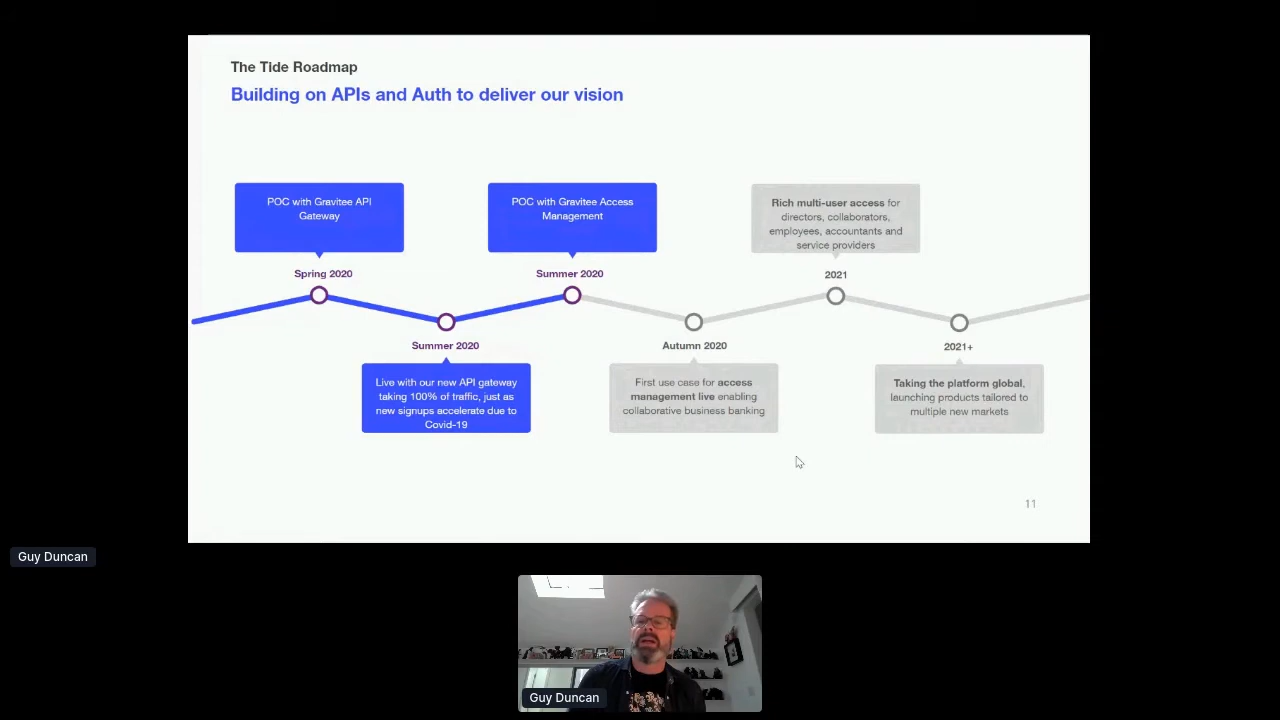 The Tide Roadmap
Building on APIs and Auth to deliver our vision
POC with Gravitee API
Gateway
Spring 2020
Live with our new API gateway
taking 100% of traffic, just as
new signups accelerate due to
Covid-19
Summer 2020
POC with Gravitee Access
Management
Summer 2020
Autumn 2020
First use case for access
management live enabling
collaborative business banking
Rich multi-user access for
directors, collaborators,
employees, accountants and
service providers
2021
2021+
Taking the platform global,
launching products tailored to
multiple new markets
11
Guy Duncan
Guy Duncan